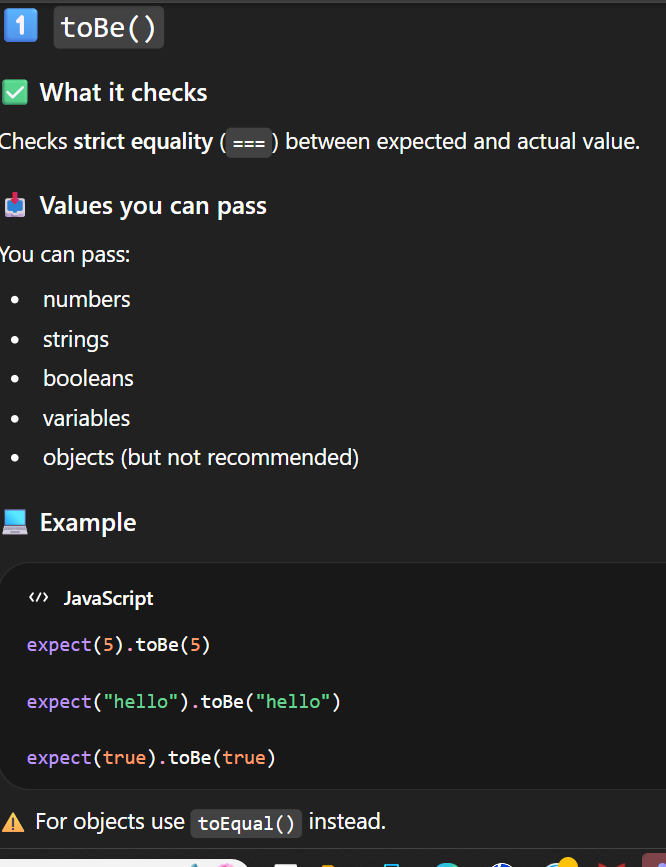 1 toBe()
What it checks
Checks strict equality (===) between expected and actual value.
Values you can pass
You can pass:
• numbers
• strings
• booleans
• variables
• objects (but not recommended)
Example
</> JavaScript
expect(5).toBe(5)
expect("hello").toBe("hello")
expect(true).toBe(true)
For objects use toEqual() instead.